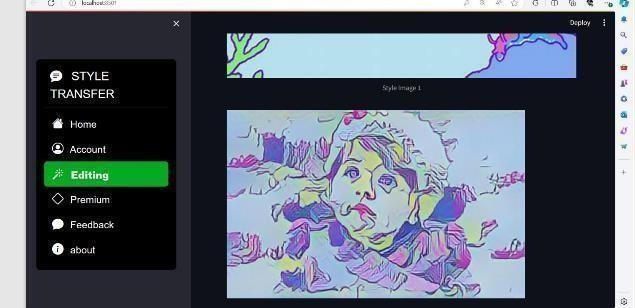 localhost:8501
Deploy
STYLE
TRANSFER
Home
Account
Editing
Premium
Feedback
about
Style Image 1